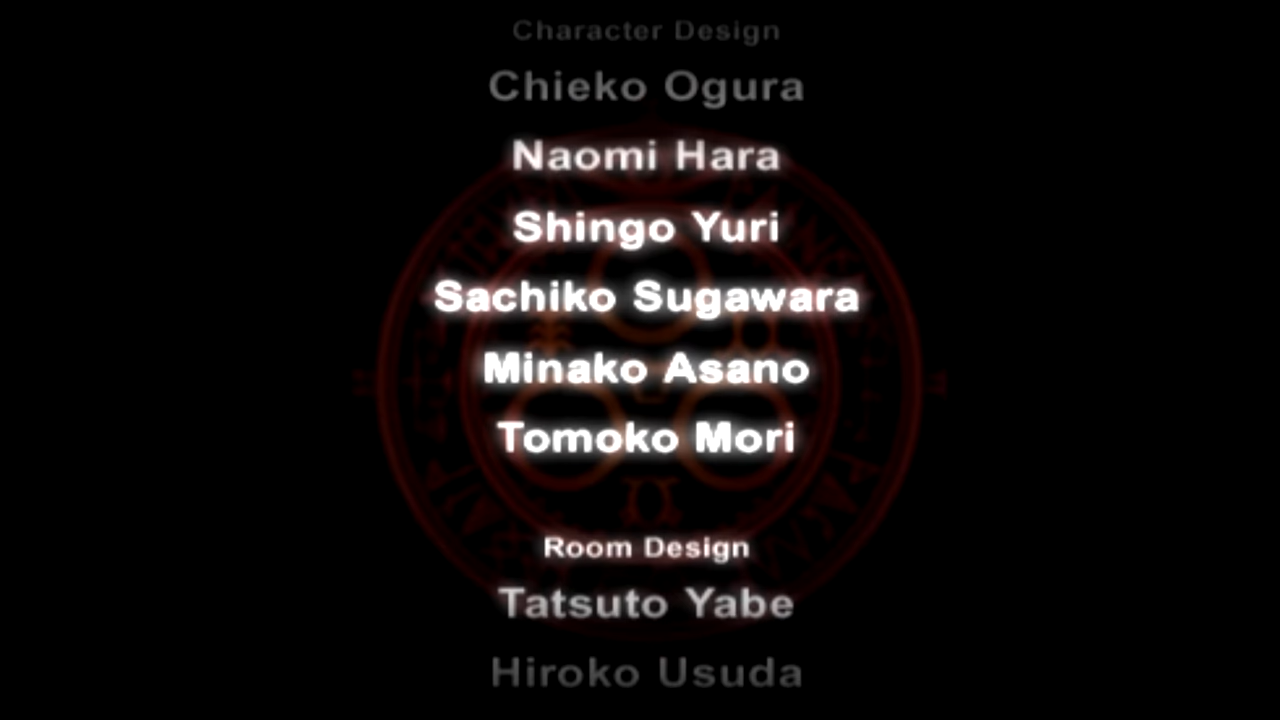 Character Design
Chieko Ogura
Naomi Hara
Shingo Yuri
Sachiko Sugawara
Minako Asano
Tomoko Mori
Room Design
Tatsuto Yabe
Hiroko Usuda